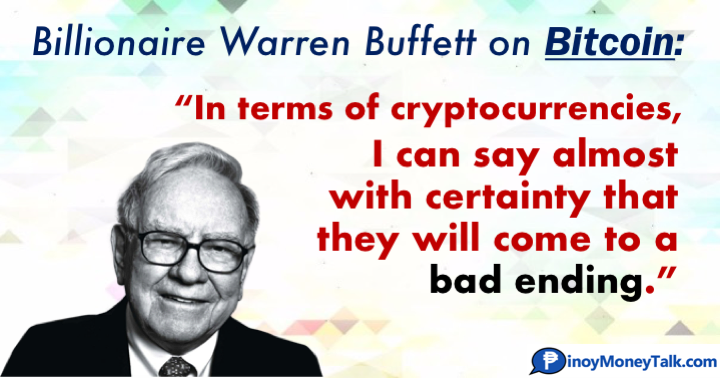 Billionaire Warren Buffett on Bitcoin:
“In terms of cryptocurrencies,
I can say almost
with certainty that
they will come to a
bad ending.”
₱inoyMoneyTalk.com